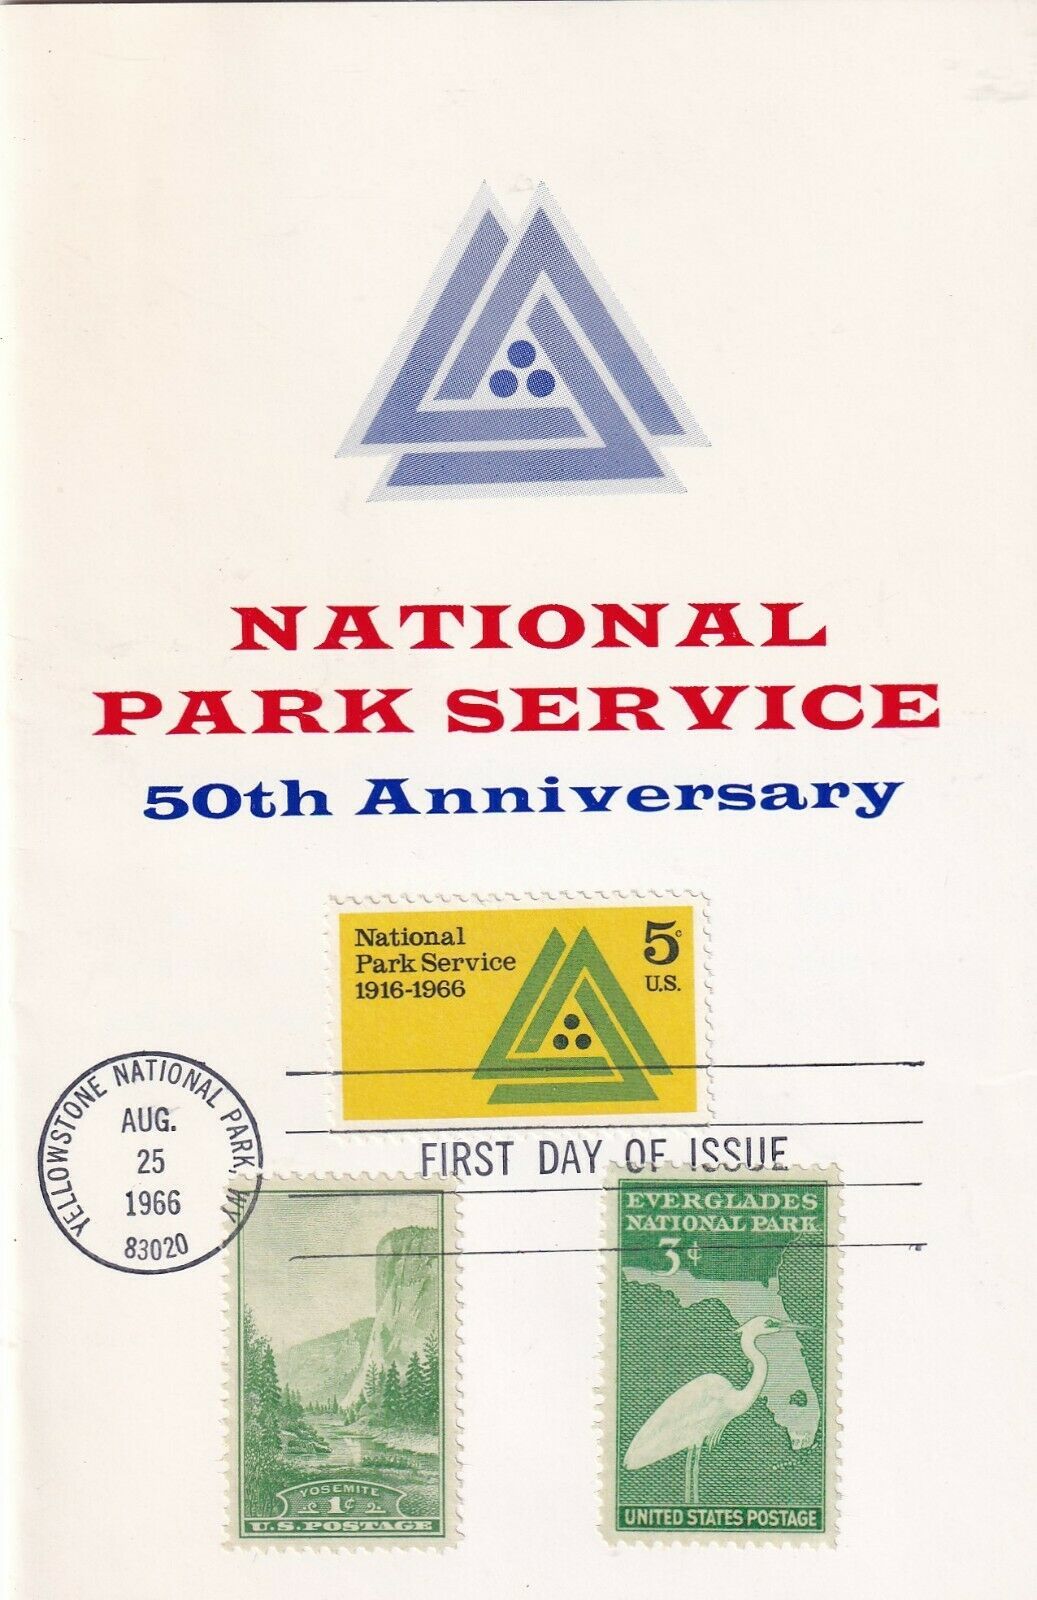 NATIONAL
PARK SERVICE
50th Anniversary
National
Park Service
1916-1966
5c
U.S.
YELLOWSTONE NATIONAL PARK, WY
AUG.
25
1966
83020
FIRST DAY OF ISSUE
YOSEMITE
1¢
U.S. POSTAGE
EVERGLADES
NATIONAL PARK
3¢
UNITED STATES POSTAGE